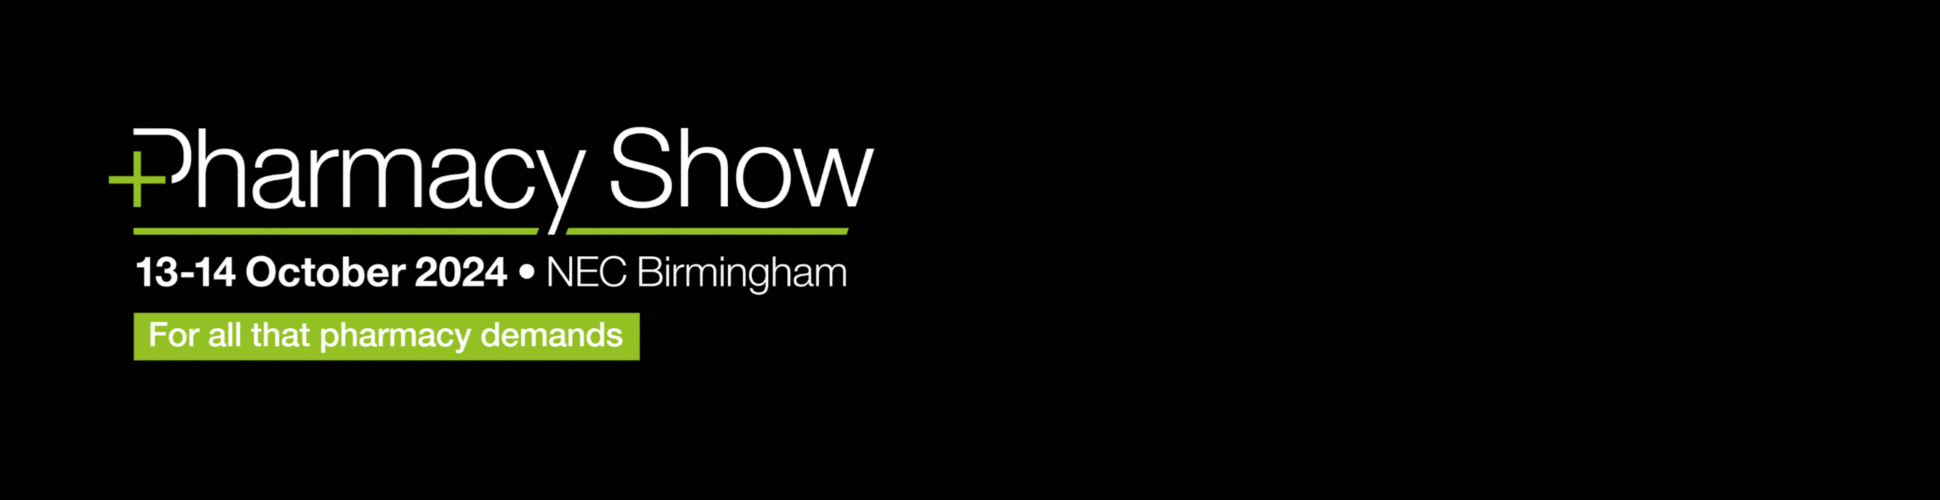 Pharmacy Show
13-14 October 2024 • NEC Birmingham
For all that pharmacy demands